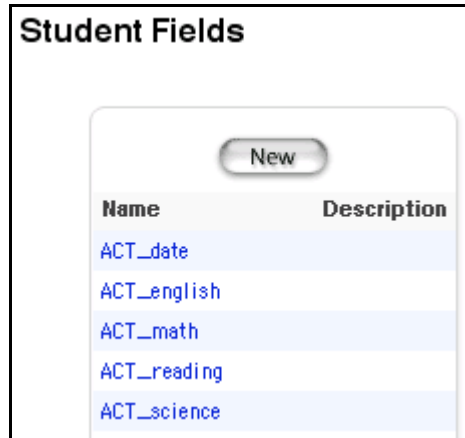 Student Fields
New
Name Description
ACT_date
ACT_english
ACT_math
ACT_reading
ACT_science